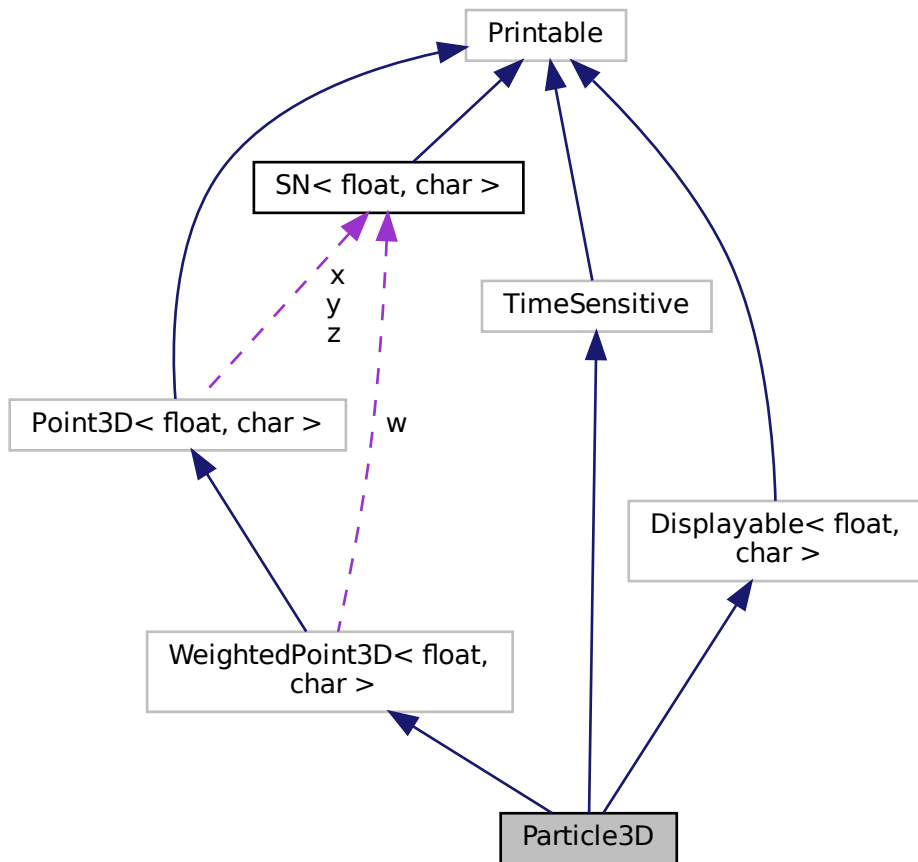 Printable
SN< float, char >
x
y
z
TimeSensitive
Point3D< float, char >
w
Displayable< float,
char >
WeightedPoint3D< float,
char >
Particle3D